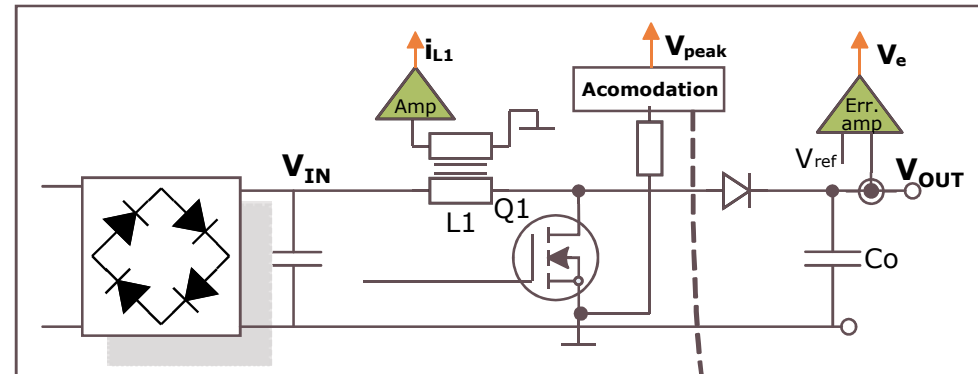 iL1
Vpeak
Ve
Amp
Acomodation
Err.
amp
Vref
VIN
VOUT
L1
Q1
Co